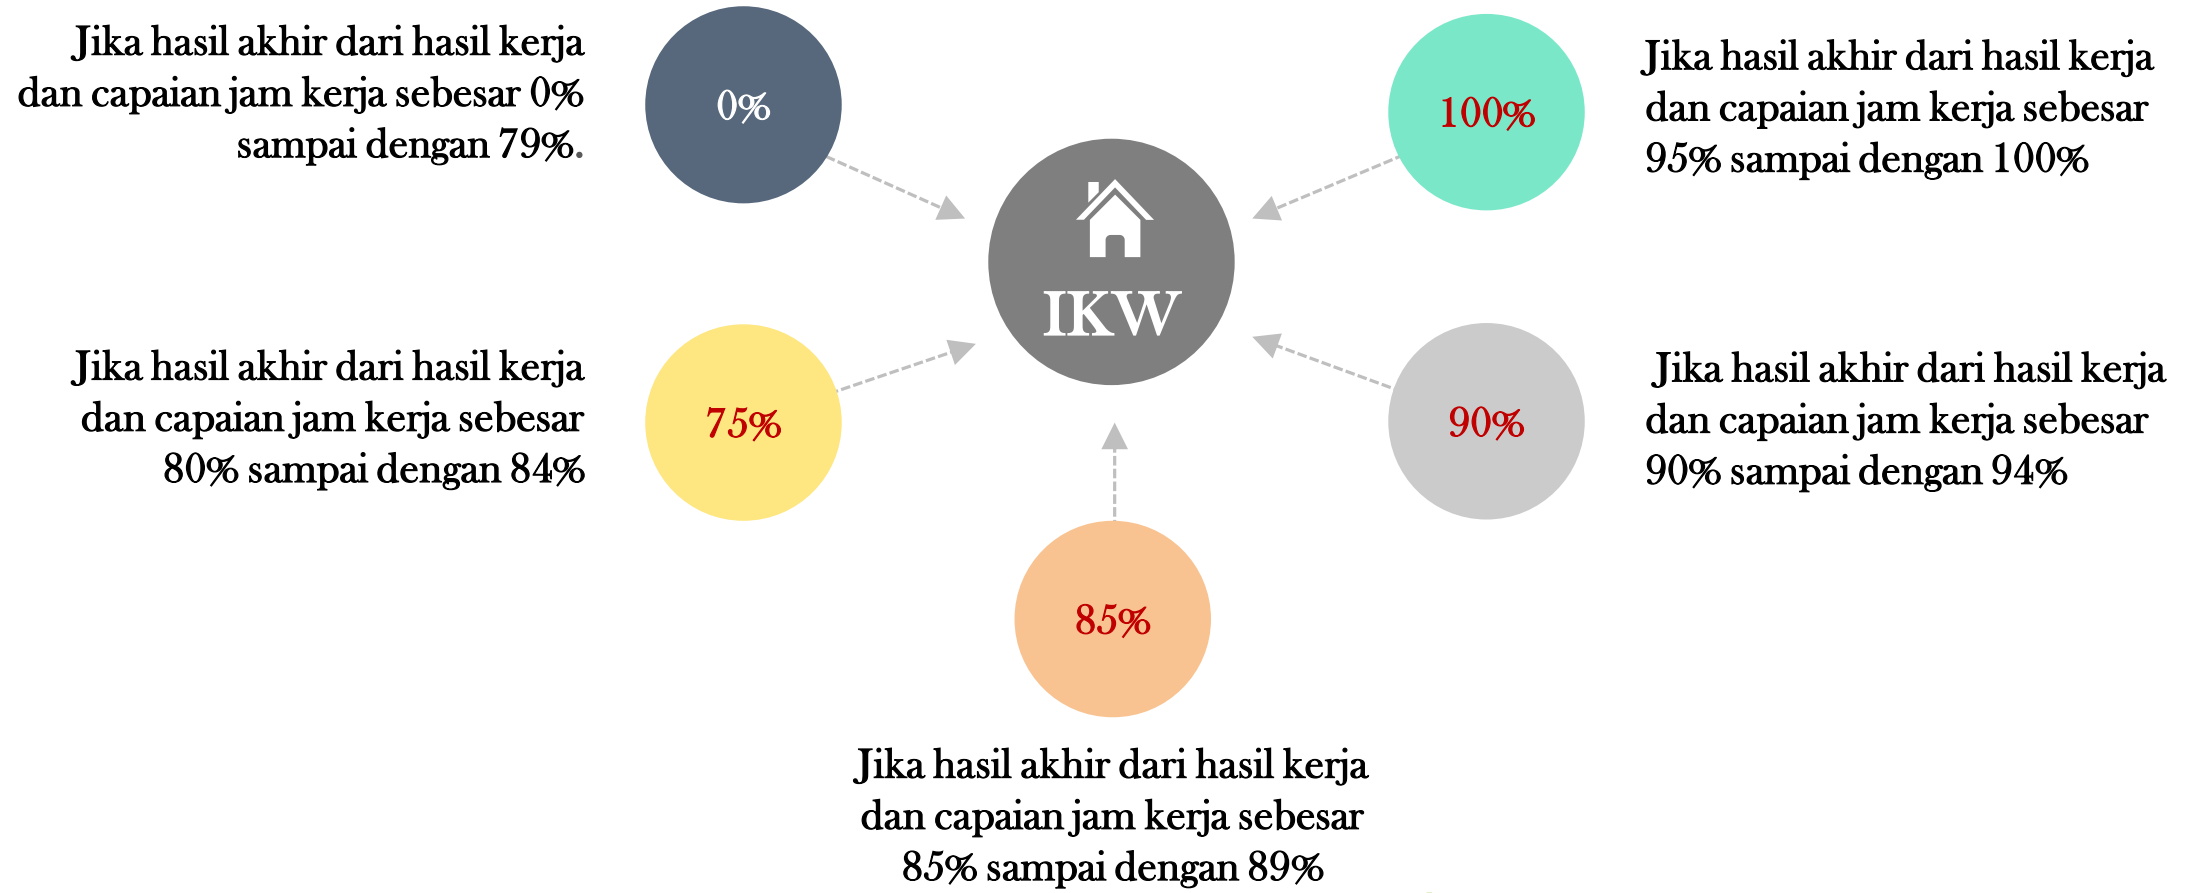 Jika hasil akhir dari hasil kerja
dan capaian jam kerja sebesar 0%
sampai dengan 79%.
0%
100%
Jika hasil akhir dari hasil kerja
dan capaian jam kerja sebesar
95% sampai dengan 100%
IKW
Jika hasil akhir dari hasil kerja
dan capaian jam kerja sebesar
80% sampai dengan 84%
75%
90%
Jika hasil akhir dari hasil kerja
dan capaian jam kerja sebesar
90% sampai dengan 94%
85%
Jika hasil akhir dari hasil kerja
dan capaian jam kerja sebesar
85% sampai dengan 89%